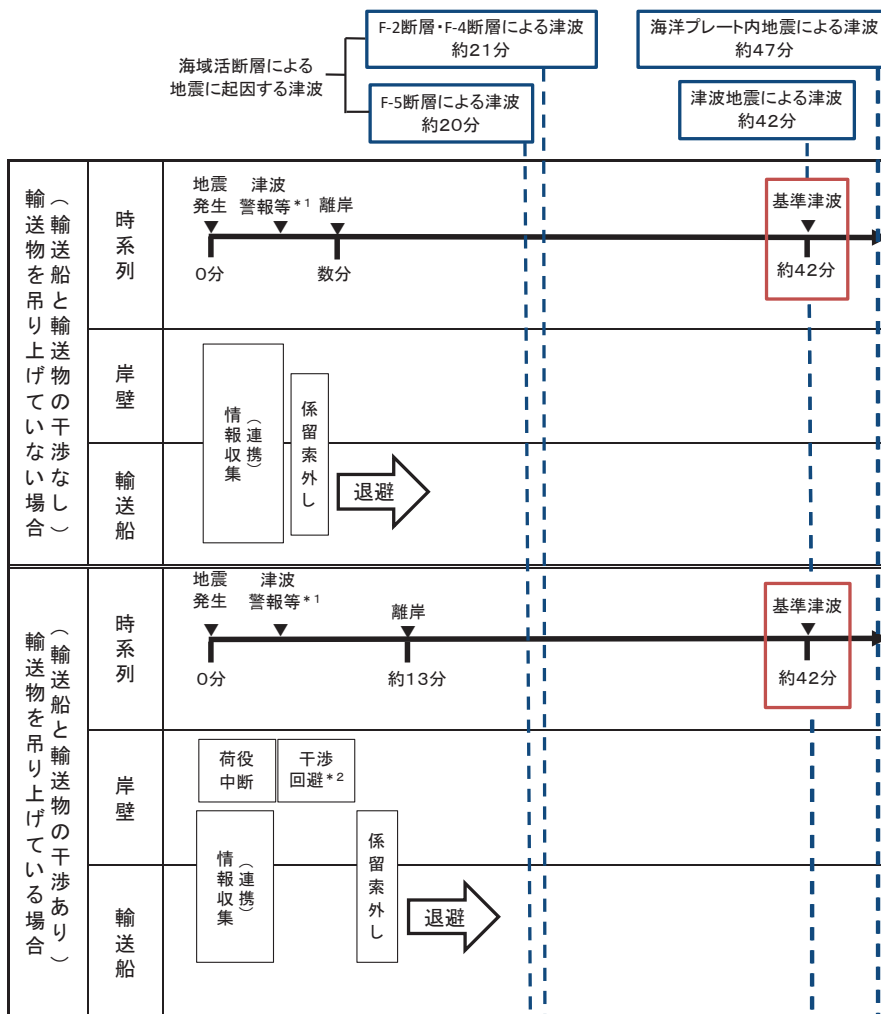 F-2断層・F-4断層による津波
約21分
海洋プレート内地震による津波
約47分
海域活断層による
地震に起因する津波
F-5断層による津波
約20分
津波地震による津波
約42分
輸送物を吊り上げていない場合
（輸送船と輸送物の干渉なし）
時系列
地震
発生
津波
警報等*1
離岸
基準津波
0分
数分
約42分
岸壁
情報収集
（連携）
係留索外し
輸送船
退避
輸送物を吊り上げている場合
（輸送船と輸送物の干渉あり）
時系列
地震
発生
津波
警報等*1
離岸
基準津波
0分
約13分
約42分
岸壁
荷役
中断
干渉
回避*2
情報収集
（連携）
係留索外し
輸送船
退避